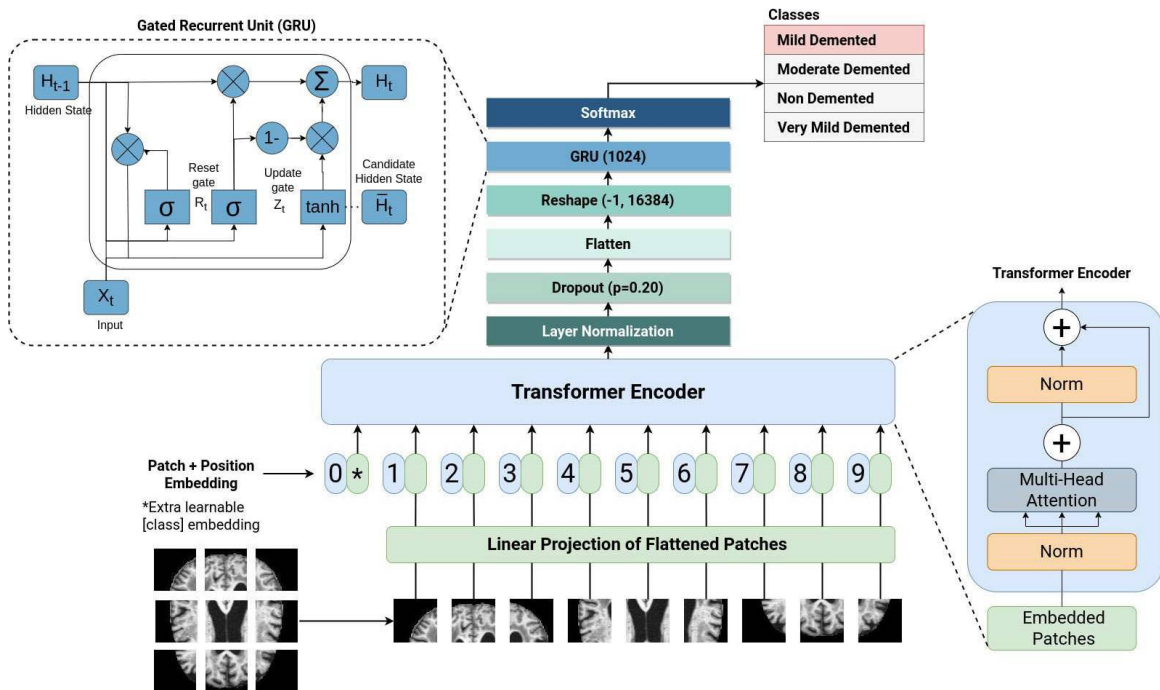 Gated Recurrent Unit (GRU)
H_t-1
Hidden State
Σ
H_t
1-
Reset
gate
R_t
Update
gate
Z_t
Candidate
Hidden State
σ
σ
tanh
H̅_t
X_t
Input
Classes
Mild Demented
Moderate Demented
Non Demented
Very Mild Demented
Softmax
GRU (1024)
Reshape (-1, 16384)
Flatten
Dropout (p=0.20)
Layer Normalization
Transformer Encoder
Patch + Position
Embedding
0 * 1 2 3 4 5 6 7 8 9
*Extra learnable
[class] embedding
Linear Projection of Flattened Patches
Transformer Encoder
+
Norm
+
Multi-Head
Attention
Norm
Embedded
Patches